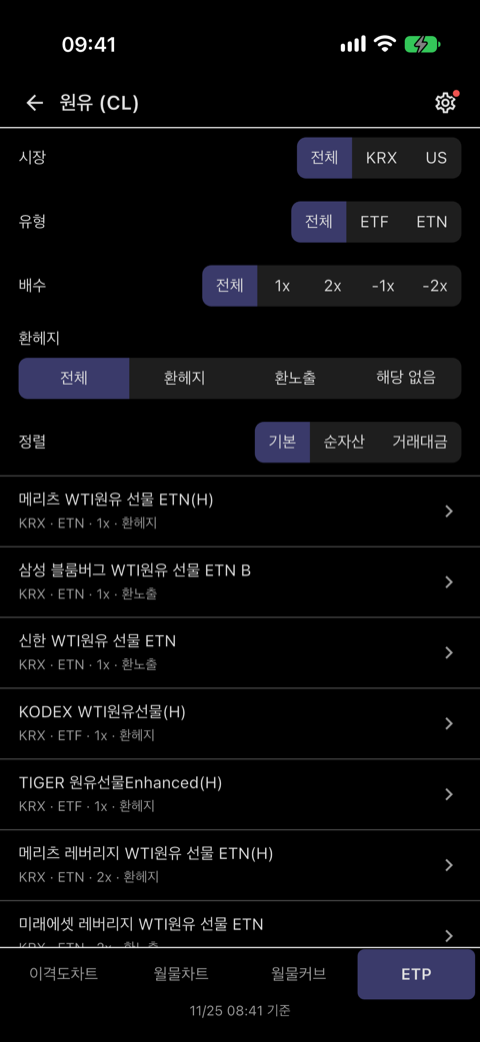 09:41
원유 (CL)
시장 전체 KRX US
유형 전체 ETF ETN
배수 전체 1x 2x -1x -2x
환헤지
전체 환헤지 환노출 해당 없음
정렬 기본 순자산 거래대금
메리츠 WTI원유 선물 ETN(H)
KRX · ETN · 1x · 환헤지
삼성 블룸버그 WTI원유 선물 ETN B
KRX · ETN · 1x · 환노출
신한 WTI원유 선물 ETN
KRX · ETN · 1x · 환노출
KODEX WTI원유선물(H)
KRX · ETF · 1x · 환헤지
TIGER 원유선물Enhanced(H)
KRX · ETF · 1x · 환헤지
메리츠 레버리지 WTI원유 선물 ETN(H)
KRX · ETN · 2x · 환헤지
미래에셋 레버리지 WTI원유 선물 ETN
KRX · ETN · 2x · 환노출
이격도차트 월물차트 월물커브 ETP
11/25 08:41 기준